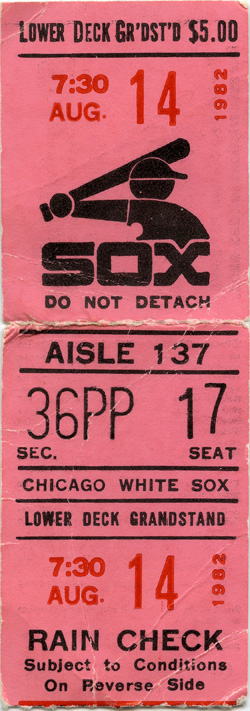 LOWER DECK GR'DST'D $5.00
7:30
AUG. 14 1982
SOX
DO NOT DETACH
AISLE 137
36PP 17
SEC. SEAT
CHICAGO WHITE SOX
LOWER DECK GRANDSTAND
7:30
AUG. 14 1982
RAIN CHECK
Subject to Conditions
On Reverse Side